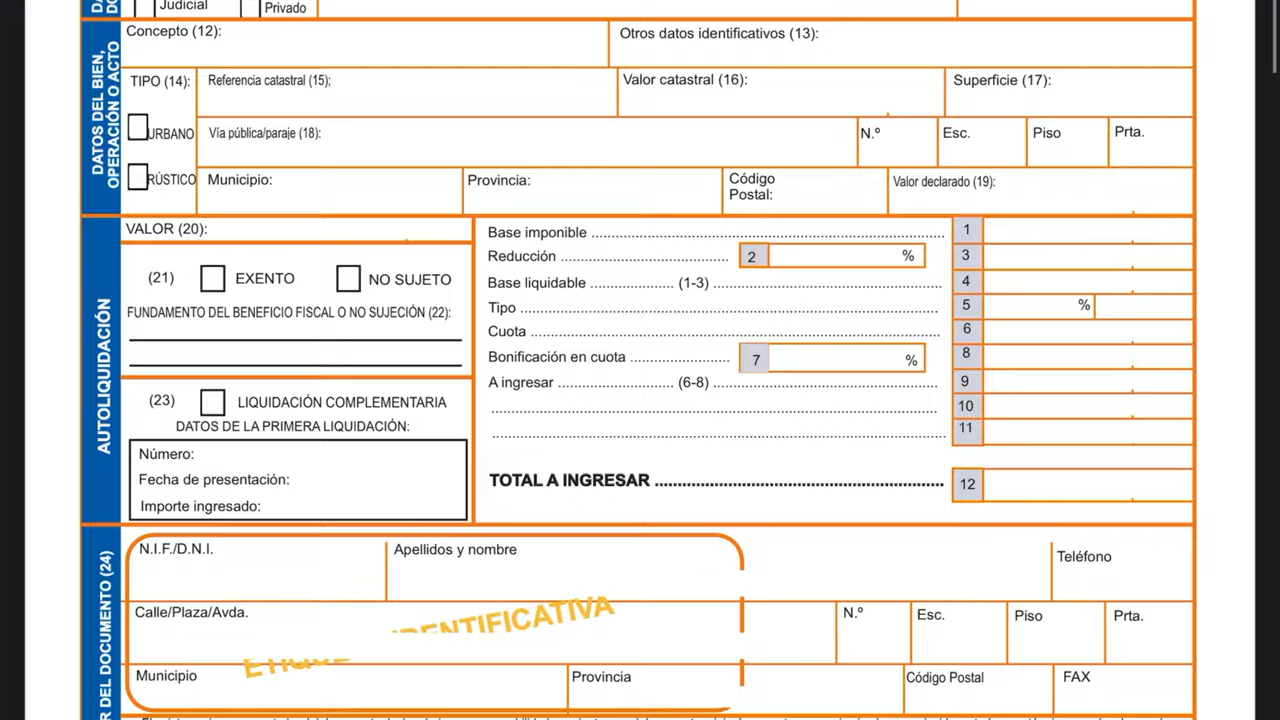 Judicial
Privado
DATOS DEL BIEN,
OPERACIÓN O ACTO
Concepto (12):
Otros datos identificativos (13):
TIPO (14):
Referencia catastral (15);
Valor catastral (16):
Superficie (17):
URBANO
Vía pública/paraje (18):
N.º
Esc.
Piso
Prta.
RÚSTICO
Municipio:
Provincia:
Código
Postal:
Valor declarado (19):
AUTOLIQUIDACIÓN
VALOR (20):
(21)
EXENTO
NO SUJETO
FUNDAMENTO DEL BENEFICIO FISCAL O NO SUJECIÓN (22):
(23)
LIQUIDACIÓN COMPLEMENTARIA
DATOS DE LA PRIMERA LIQUIDACIÓN:
Número:
Fecha de presentación:
Importe ingresado:
Base imponible ........................................................................ 1
Reducción ........................................ 2 % 3
Base liquidable .................... (1-3) .................................................. 4
Tipo ........................................................................ 5 %
Cuota ........................................................................ 6
Bonificación en cuota ........................ 7 % 8
A ingresar ............................ (6-8) .................................................. 9
........................................................................ 10
........................................................................ 11
TOTAL A INGRESAR ............................................................ 12
DEL DOCUMENTO (24)
N.I.F./D.N.I.
Apellidos y nombre
Teléfono
Calle/Plaza/Avda.
N.º
Esc.
Piso
Prta.
IDENTIFICATIVA
Municipio
Provincia
Código Postal
FAX